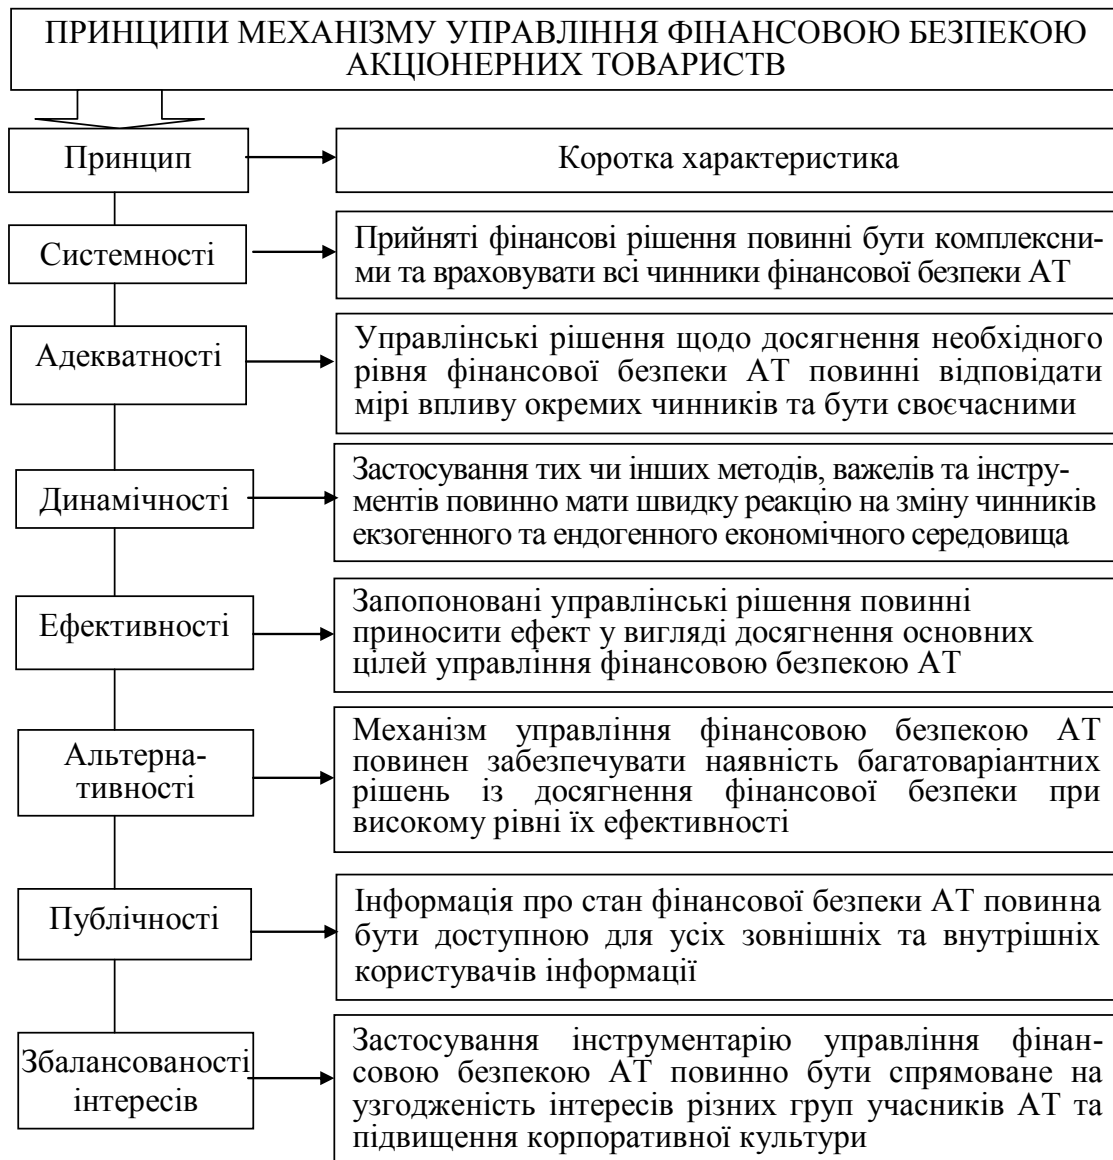 ПРИНЦИПИ МЕХАНІЗМУ УПРАВЛІННЯ ФІНАНСОВОЮ БЕЗПЕКОЮ
АКЦІОНЕРНИХ ТОВАРИСТВ
Принцип
Коротка характеристика
Системності
Прийняті фінансові рішення повинні бути комплексни-
ми та враховувати всі чинники фінансової безпеки АТ
Адекватності
Управлінські рішення щодо досягнення необхідного
рівня фінансової безпеки АТ повинні відповідати
мірі впливу окремих чинників та бути своєчасними
Динамічності
Застосування тих чи інших методів, важелів та інстру-
ментів повинно мати швидку реакцію на зміну чинників
екзогенного та ендогенного економічного середовища
Ефективності
Запопоновані управлінські рішення повинні
приносити ефект у вигляді досягнення основних
цілей управління фінансовою безпекою АТ
Альтерна-
тивності
Механізм управління фінансовою безпекою АТ
повинен забезпечувати наявність багатоваріантних
рішень із досягнення фінансової безпеки при
високому рівні їх ефективності
Публічності
Інформація про стан фінансової безпеки АТ повинна
бути доступною для усіх зовнішніх та внутрішніх
користувачів інформації
Збалансованості
інтересів
Застосування інструментарію управління фінан-
совою безпекою АТ повинно бути спрямоване на
узгодженість інтересів різних груп учасників АТ та
підвищення корпоративної культури